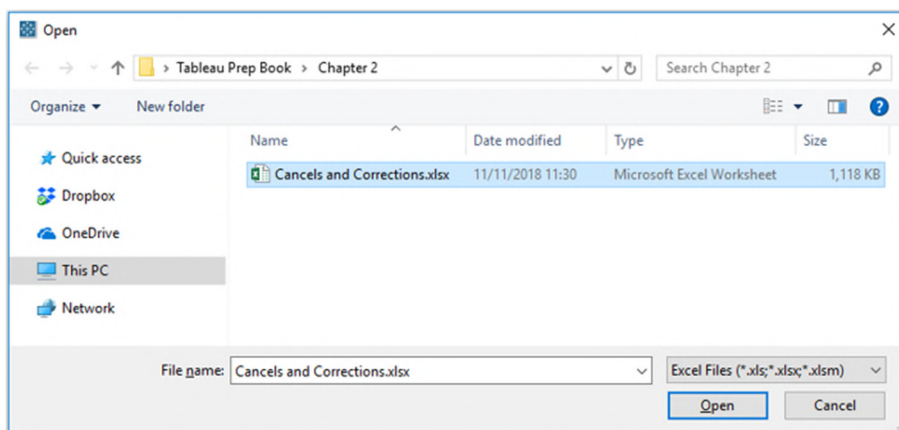 Open
Tableau Prep Book > Chapter 2
Search Chapter 2
Organize
New folder
Name Date modified Type Size
Quick access
Cancels and Corrections.xlsx 11/11/2018 11:30 Microsoft Excel Worksheet 1,118 KB
Dropbox
OneDrive
This PC
Network
File name: Cancels and Corrections.xlsx
Excel Files (*.xls;*.xlsx;*.xlsm)
Open Cancel